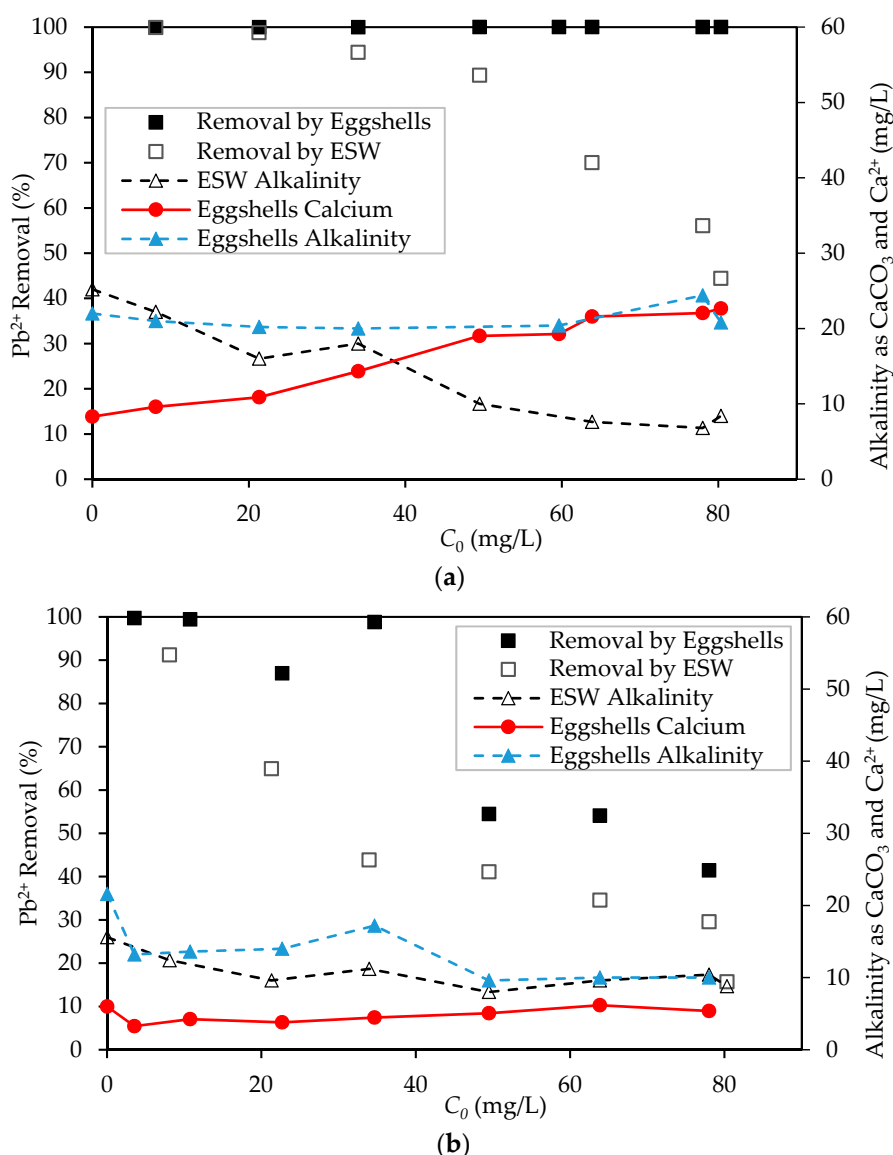 100
90
80
70
60
50
40
30
20
10
0
Pb²⁺ Removal (%)
Removal by Eggshells
Removal by ESW
ESW Alkalinity
Eggshells Calcium
Eggshells Alkalinity
60
50
40
30
20
10
0
Alkalinity as CaCO₃ and Ca²⁺ (mg/L)
0 20 40 60 80
C₀ (mg/L)
(a)
100
90
80
70
60
50
40
30
20
10
0
Pb²⁺ Removal (%)
Removal by Eggshells
Removal by ESW
ESW Alkalinity
Eggshells Calcium
Eggshells Alkalinity
60
50
40
30
20
10
0
Alkalinity as CaCO₃ and Ca²⁺ (mg/L)
0 20 40 60 80
C₀ (mg/L)
(b)